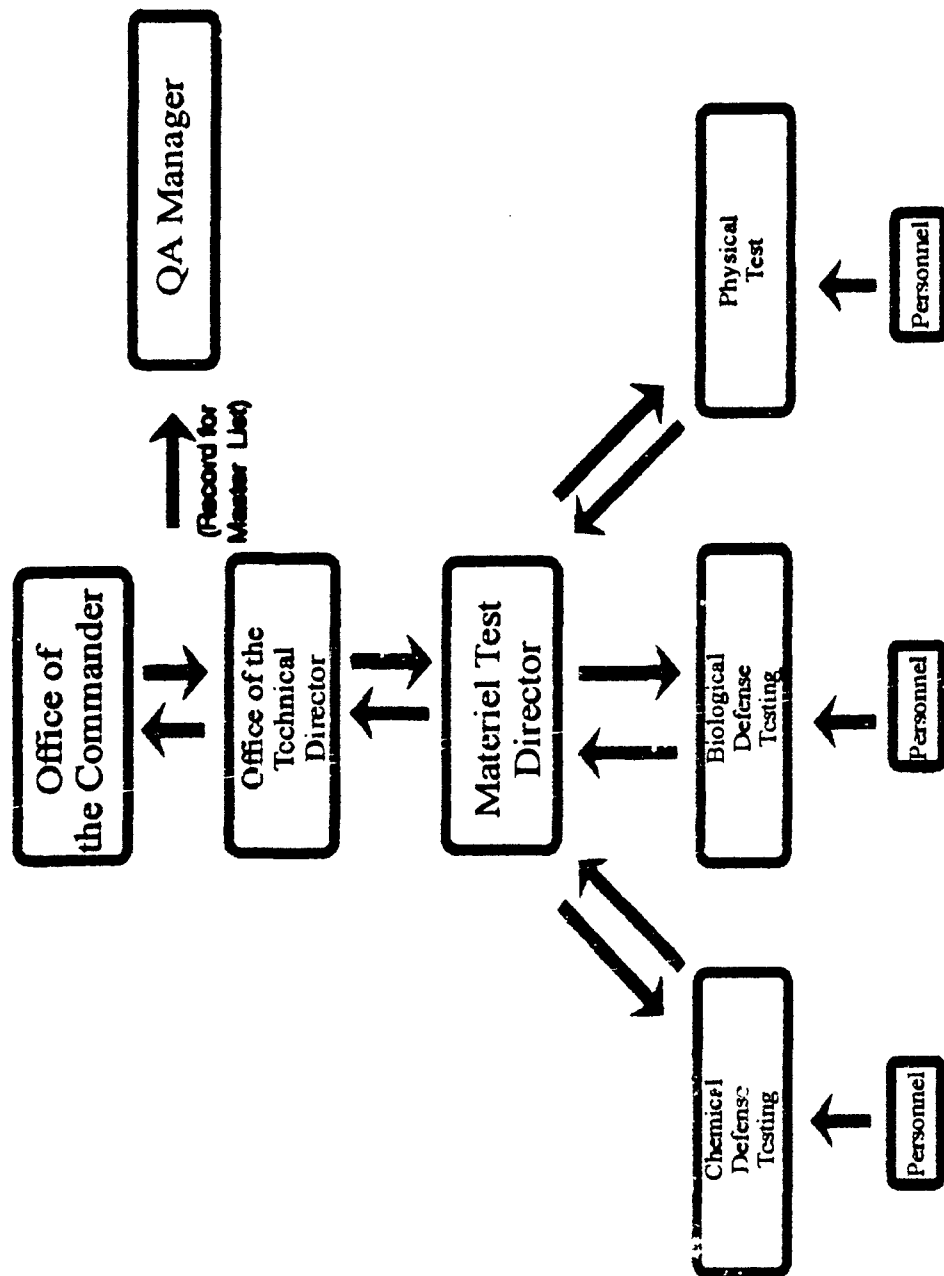 Office of
the Commander
(Record for
Master List)
QA Manager
Office of the
Technical
Director
Materiel Test
Director
Chemical
Defense
Testing
Biological
Defense
Testing
Physical
Test
Personnel
Personnel
Personnel